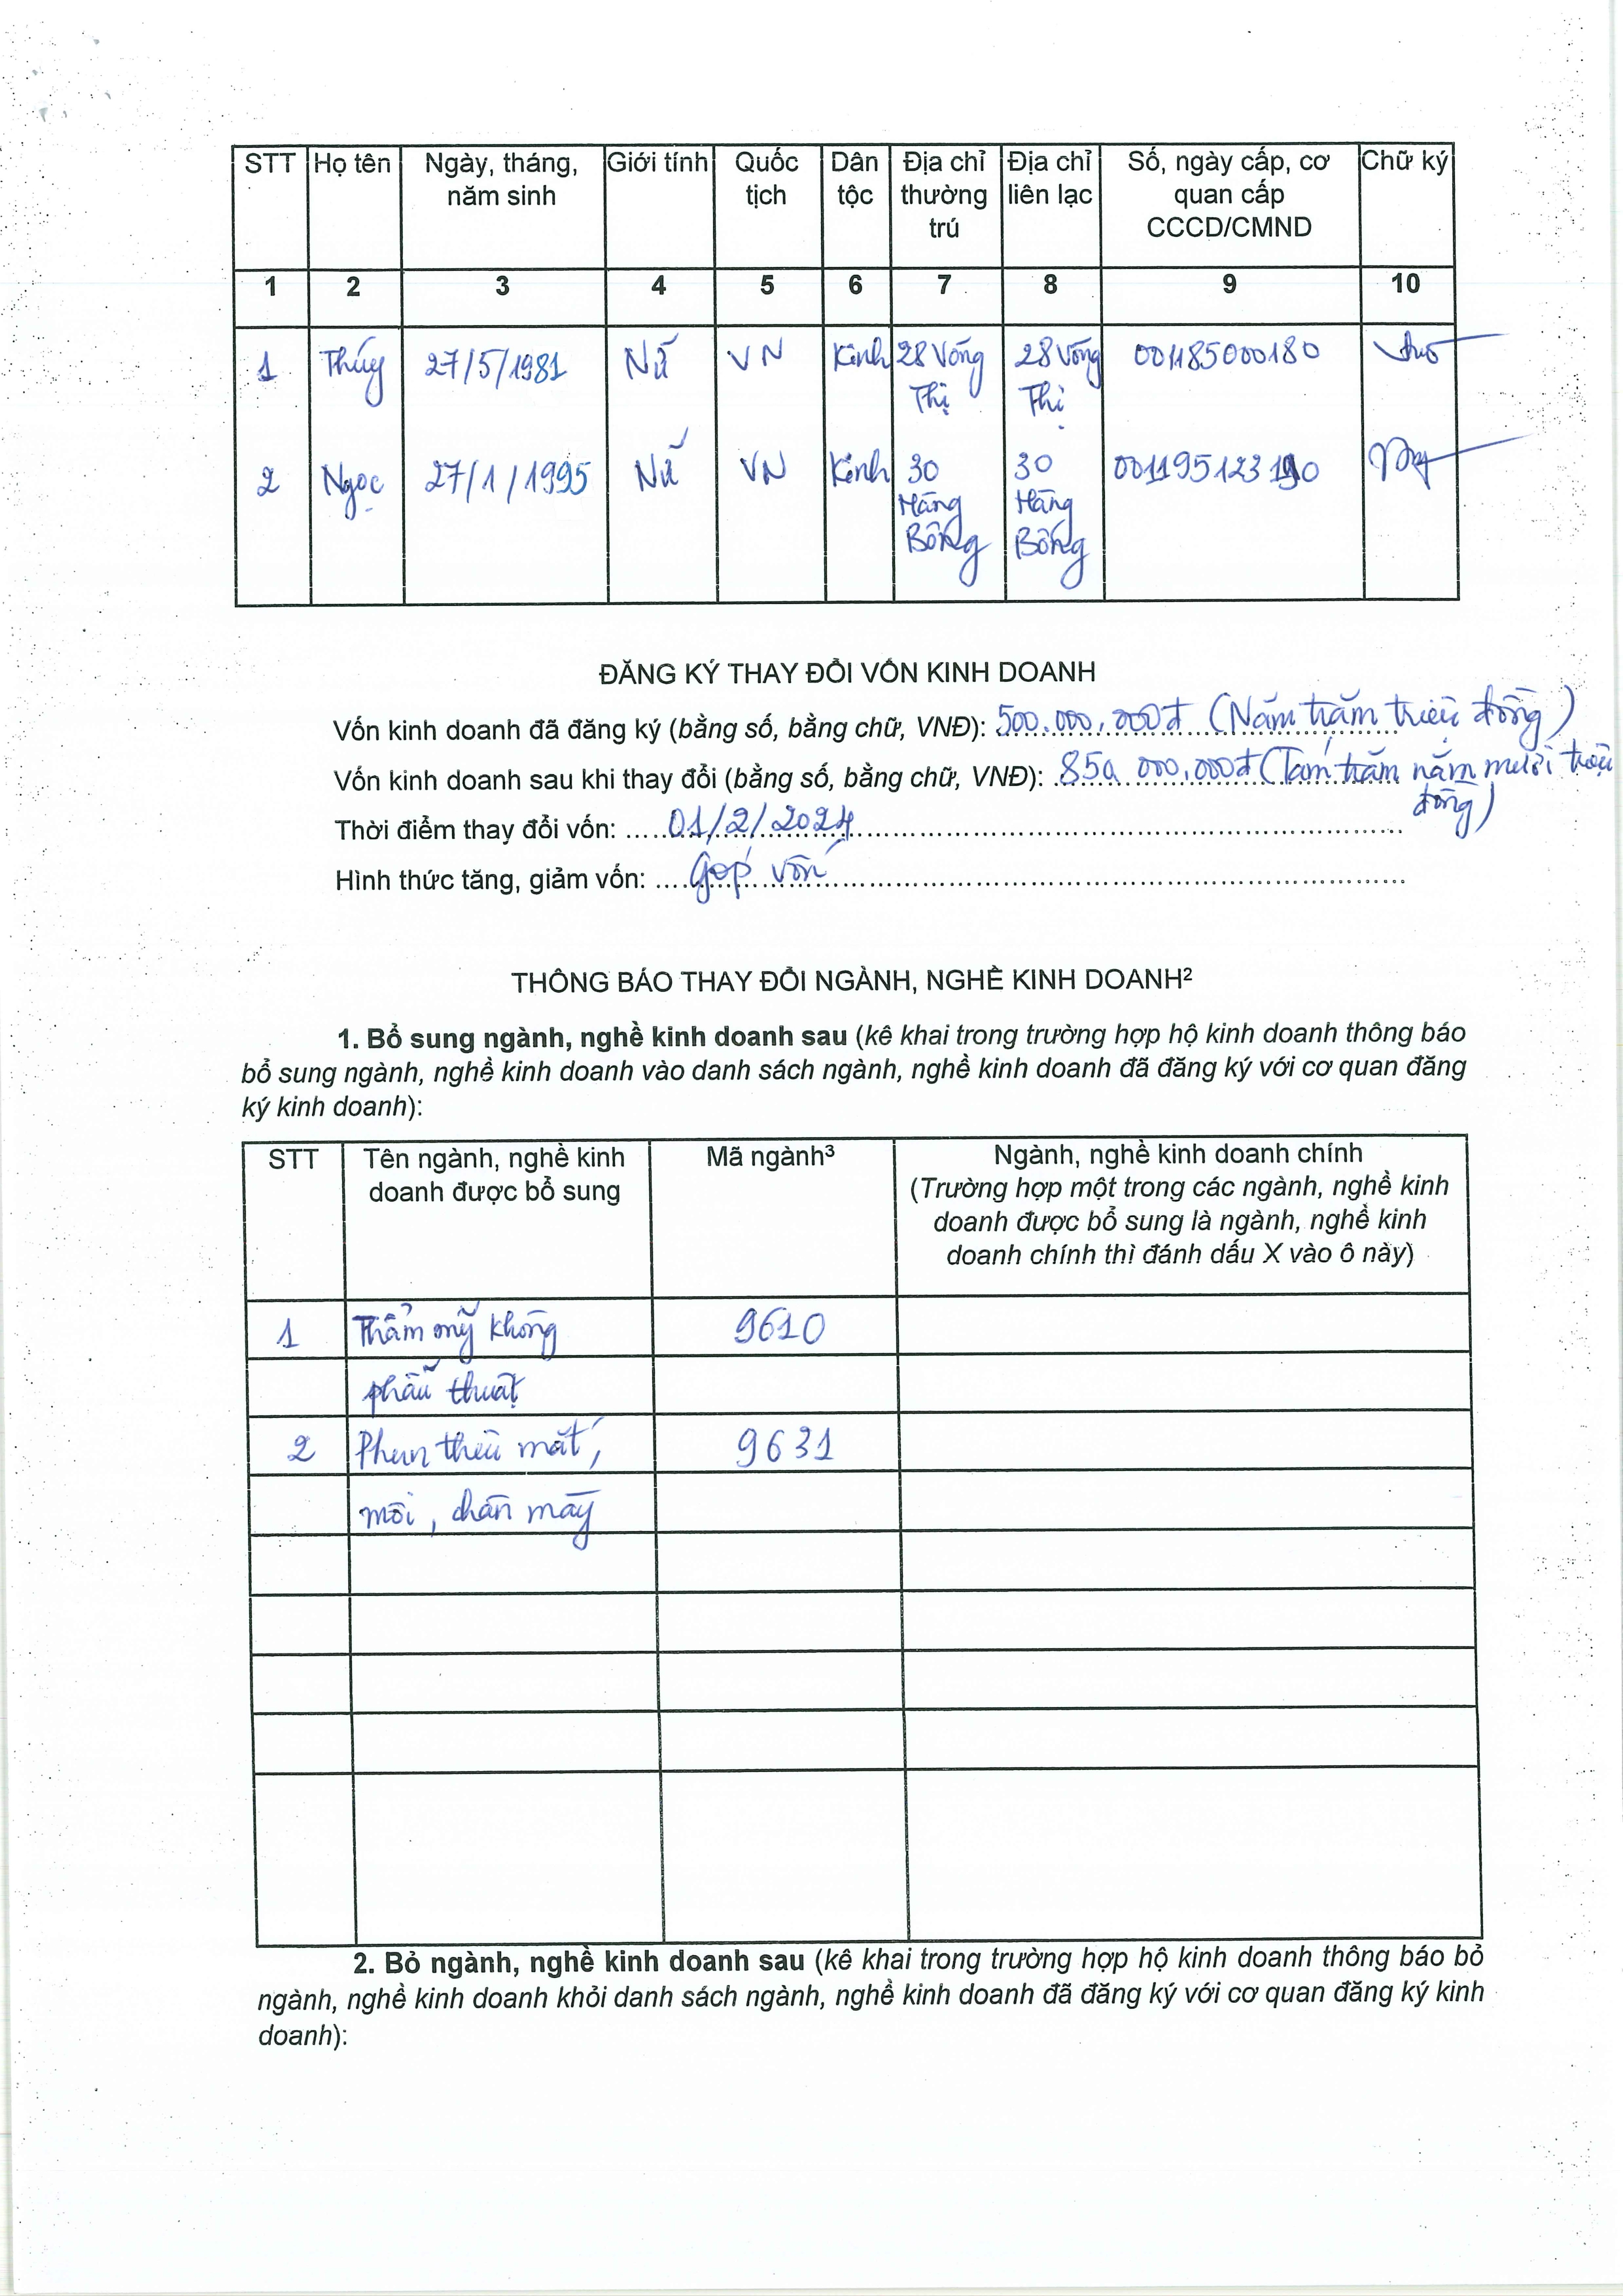 STT Họ tên Ngày, tháng, năm sinh Giới tính Quốc tịch Dân tộc Địa chỉ thường trú Địa chỉ liên lạc Số, ngày cấp, cơ quan cấp CCCD/CMND Chữ ký
1 2 3 4 5 6 7 8 9 10
1 Thúy 27/5/1981 Nữ VN Kinh 28 Võng Thị 28 Võng Thị 001185000180
2 Ngọc 27/1/1995 Nữ VN Kinh 30 Hàng Bông 30 Hàng Bông 001195123190
ĐĂNG KÝ THAY ĐỔI VỐN KINH DOANH
Vốn kinh doanh đã đăng ký (bằng số, bằng chữ, VNĐ): 500.000.000đ (Năm trăm triệu đồng)
Vốn kinh doanh sau khi thay đổi (bằng số, bằng chữ, VNĐ): 850.000.000đ (Tám trăm năm mươi triệu
đồng)
Thời điểm thay đổi vốn: 01/2/2024
Hình thức tăng, giảm vốn: Góp vốn
THÔNG BÁO THAY ĐỔI NGÀNH, NGHỀ KINH DOANH²
1. Bổ sung ngành, nghề kinh doanh sau (kê khai trong trường hợp hộ kinh doanh thông báo
bổ sung ngành, nghề kinh doanh vào danh sách ngành, nghề kinh doanh đã đăng ký với cơ quan đăng
ký kinh doanh):
STT Tên ngành, nghề kinh doanh được bổ sung Mã ngành³ Ngành, nghề kinh doanh chính
(Trường hợp một trong các ngành, nghề kinh
doanh được bổ sung là ngành, nghề kinh
doanh chính thì đánh dấu X vào ô này)
1 Thẩm mỹ không 9610
phẫu thuật
2 Phun thêu mắt, 9631
môi, chân mày
2. Bỏ ngành, nghề kinh doanh sau (kê khai trong trường hợp hộ kinh doanh thông báo bỏ
ngành, nghề kinh doanh khỏi danh sách ngành, nghề kinh doanh đã đăng ký với cơ quan đăng ký kinh
doanh):